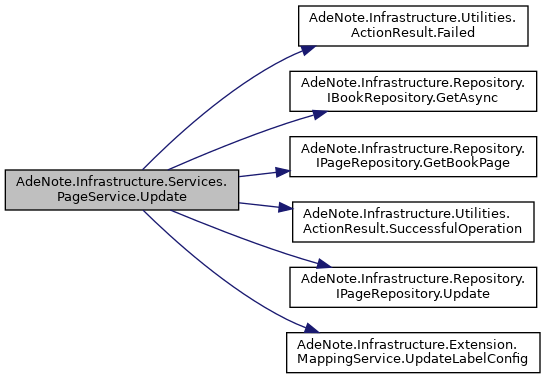 AdeNote.Infrastructure.Utilities.
ActionResult.Failed
AdeNote.Infrastructure.Repository.
IBookRepository.GetAsync
AdeNote.Infrastructure.Repository.
IPageRepository.GetBookPage
AdeNote.Infrastructure.Services.
PageService.Update
AdeNote.Infrastructure.Utilities.
ActionResult.SuccessfulOperation
AdeNote.Infrastructure.Repository.
IPageRepository.Update
AdeNote.Infrastructure.Extension.
MappingService.UpdateLabelConfig